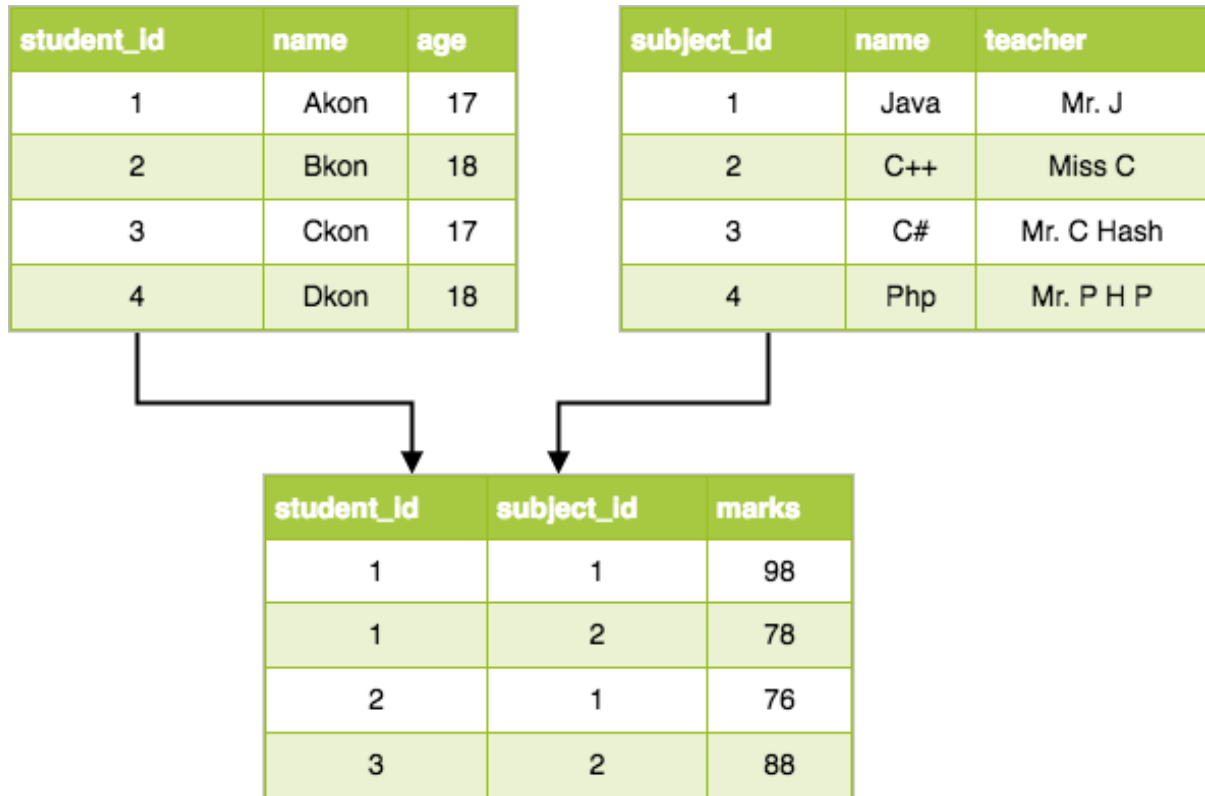 student_id name age
1 Akon 17
2 Bkon 18
3 Ckon 17
4 Dkon 18
subject_id name teacher
1 Java Mr. J
2 C++ Miss C
3 C# Mr. C Hash
4 Php Mr. P H P
student_id subject_id marks
1 1 98
1 2 78
2 1 76
3 2 88